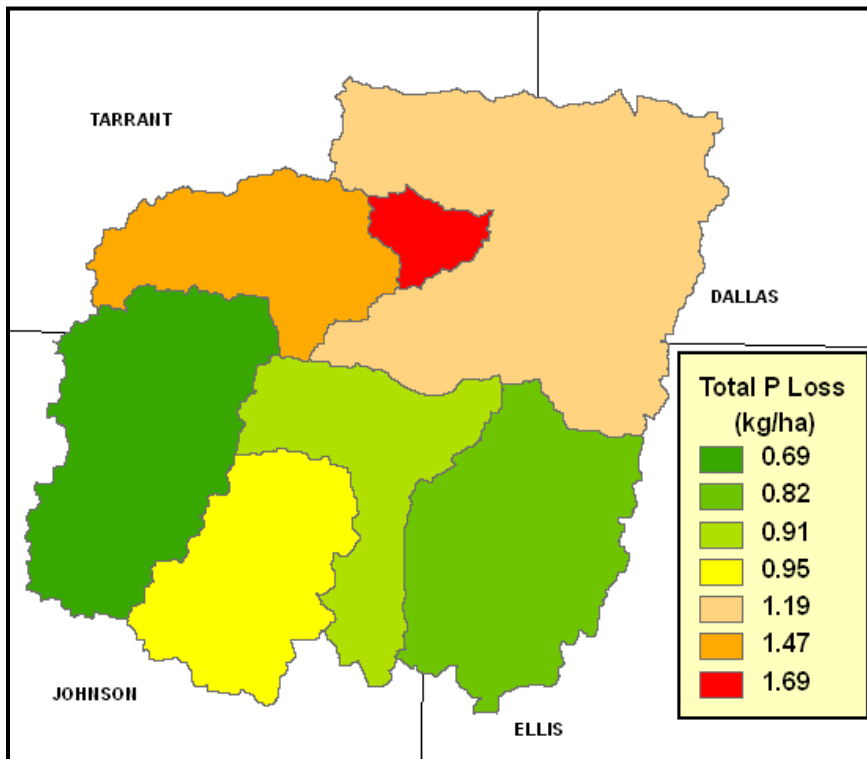 TARRANT
DALLAS
Total P Loss
(kg/ha)
0.69
0.82
0.91
0.95
1.19
1.47
1.69
JOHNSON
ELLIS